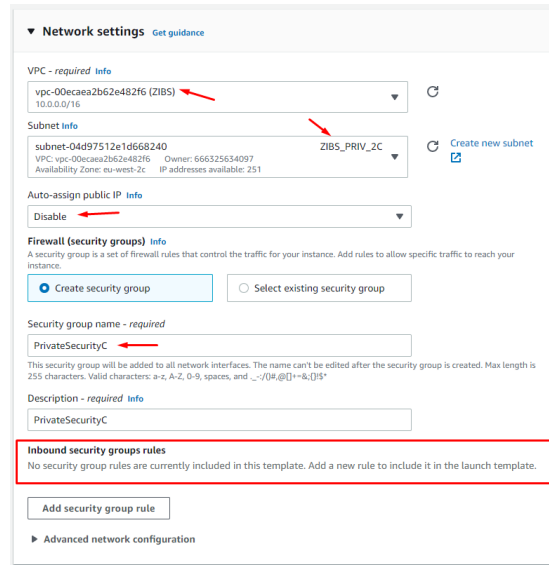 Network settings Get guidance
VPC - required Info
vpc-00ecaea2b62e482f6 (ZIBS)
10.0.0.0/16
Subnet Info
subnet-04d97512e1d668240 ZIBS_PRIV_2C
VPC: vpc-00ecaea2b62e482f6 Owner: 666325634097
Availability Zone: eu-west-2c IP addresses available: 251
Create new subnet
Auto-assign public IP Info
Disable
Firewall (security groups) Info
A security group is a set of firewall rules that control the traffic for your instance. Add rules to allow specific traffic to reach your
instance.
Create security group
Select existing security group
Security group name - required
PrivateSecurityC
This security group will be added to all network interfaces. The name can't be edited after the security group is created. Max length is
255 characters. Valid characters: a-z, A-Z, 0-9, spaces, and ._-:/()#,@[]+=&;{}!$*
Description - required Info
PrivateSecurityC
Inbound security groups rules
No security group rules are currently included in this template. Add a new rule to include it in the launch template.
Add security group rule
Advanced network configuration